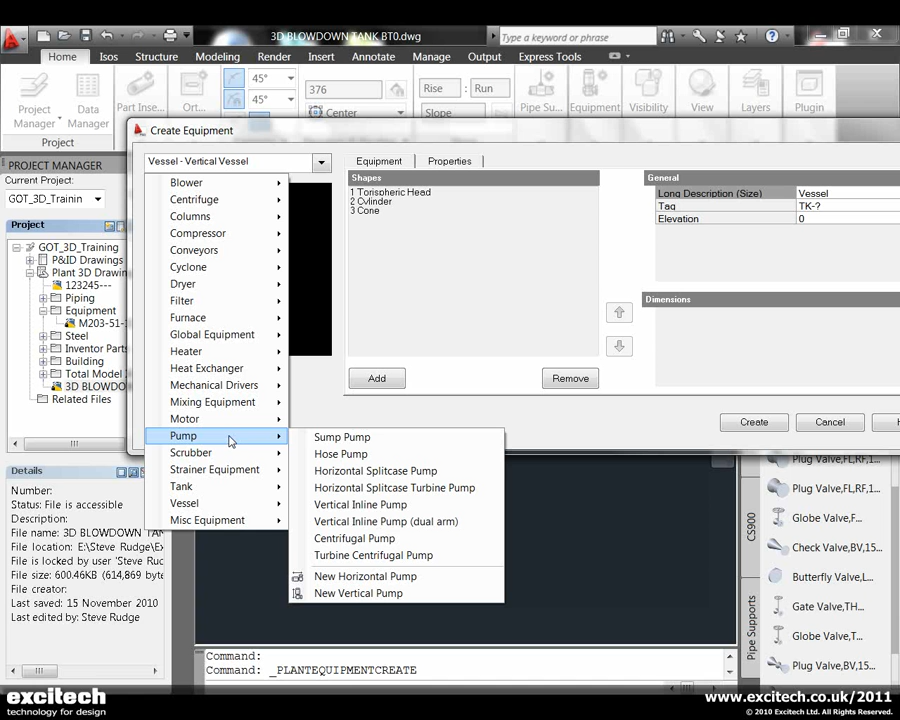 3D BLOWDOWN TANK BT0.dwg
Type a keyword or phrase
Home
Isos
Structure
Modeling
Render
Insert
Annotate
Manage
Output
Express Tools
Project
Manager
Data
Manager
Part Inse...
Ort...
45°
45°
376
Center
Rise : Run
Slope
Pipe Su...
Equipment
Visibility
View
Layers
Plugin
Project
PROJECT MANAGER
Current Project:
GOT_3D_Trainin
Project
GOT_3D_Training
P&ID Drawings
Plant 3D Drawin
123245---
Piping
Equipment
M203-51-
Steel
Inventor Parts
Building
Total Model
3D BLOWDO
Related Files
Details
Number:
Status: File is accessible
Description:
File name: 3D BLOWDOWN
File location: E:\Steve Rudge\Ex
File is locked by user 'Steve Rud
File size: 600.46KB (614,869 byte
File creator:
Last saved: 15 November 2010
Last edited by: Steve Rudge
Create Equipment
Vessel - Vertical Vessel
Blower
Centrifuge
Columns
Compressor
Conveyors
Cyclone
Dryer
Filter
Furnace
Global Equipment
Heater
Heat Exchanger
Mechanical Drivers
Mixing Equipment
Motor
Pump
Scrubber
Strainer Equipment
Tank
Vessel
Misc Equipment
Sump Pump
Hose Pump
Horizontal Splitcase Pump
Horizontal Splitcase Turbine Pump
Vertical Inline Pump
Vertical Inline Pump (dual arm)
Centrifugal Pump
Turbine Centrifugal Pump
New Horizontal Pump
New Vertical Pump
Equipment
Properties
Shapes
1 Torispheric Head
2 Cylinder
3 Cone
Add
Remove
General
Long Description (Size) Vessel
Tag TK-?
Elevation 0
Dimensions
Create
Cancel
H
Plug Valve,FL,RF,1...
Plug Valve,FL,RF,1...
Globe Valve,F...
Check Valve,BV,15...
Butterfly Valve,L...
Gate Valve,TH...
Globe Valve,T...
Plug Valve,BV,15...
CS900
Pipe Supports
Command:
Command: _PLANTEQUIPMENTCREATE
excitech
technology for design
www.excitech.co.uk/2011
© 2010 Excitech Ltd. All Rights Reserved.